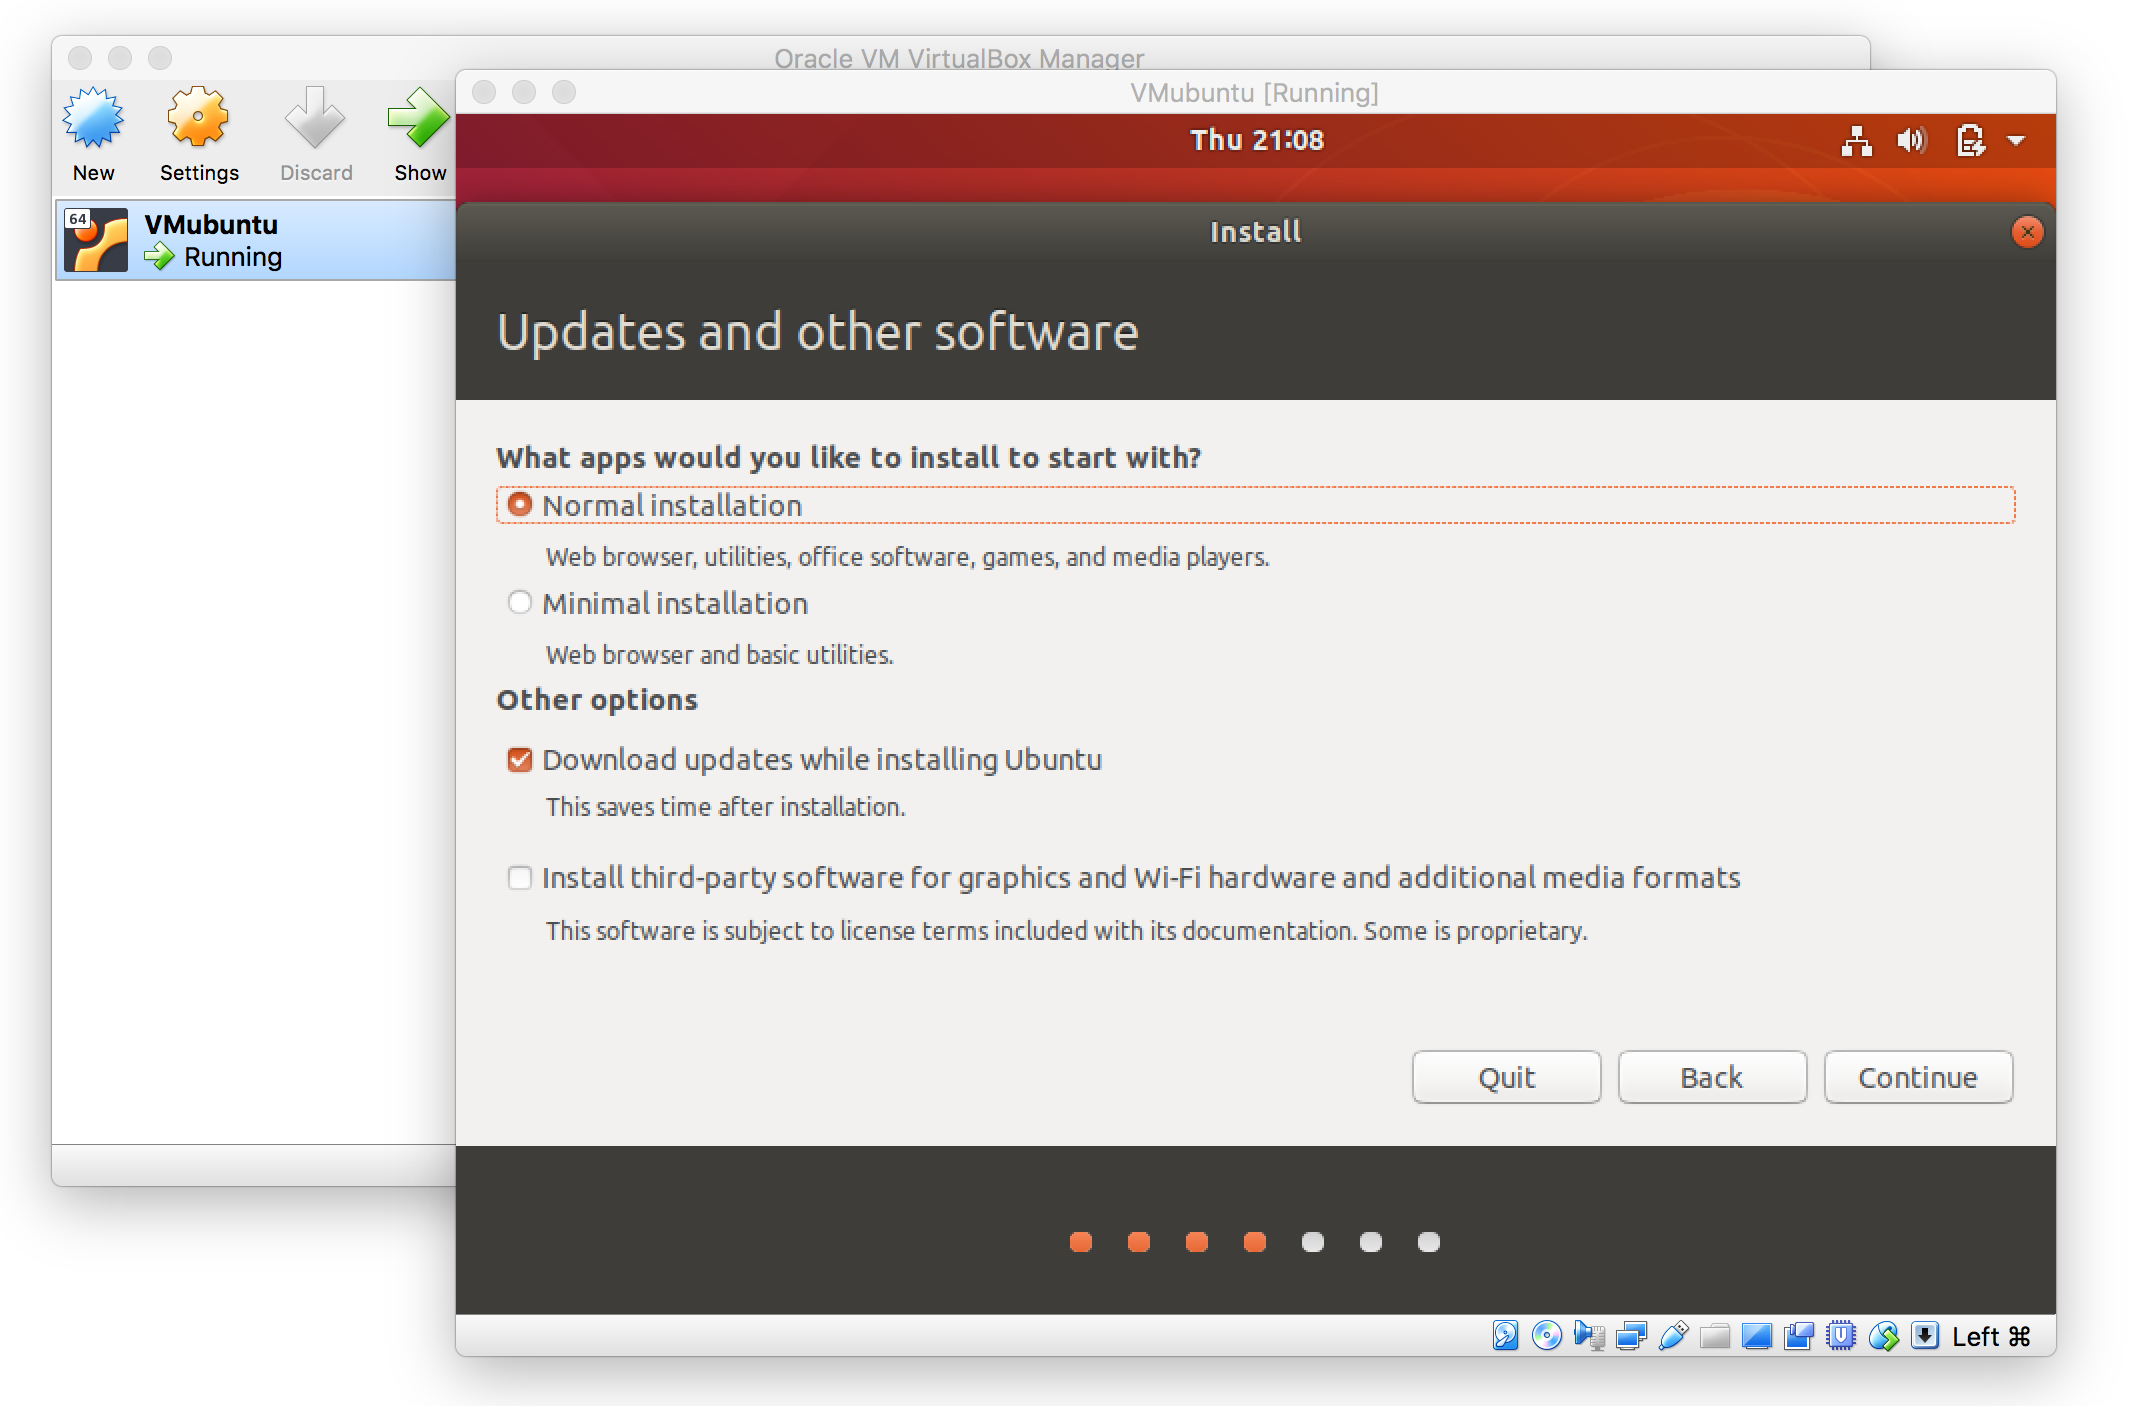 Oracle VM VirtualBox Manager
New
Settings
Discard
Show
64
VMubuntu
Running
VMubuntu [Running]
Thu 21:08
Install
Updates and other software
What apps would you like to install to start with?
Normal installation
Web browser, utilities, office software, games, and media players.
Minimal installation
Web browser and basic utilities.
Other options
Download updates while installing Ubuntu
This saves time after installation.
Install third-party software for graphics and Wi-Fi hardware and additional media formats
This software is subject to license terms included with its documentation. Some is proprietary.
Quit
Back
Continue
Left ⌘